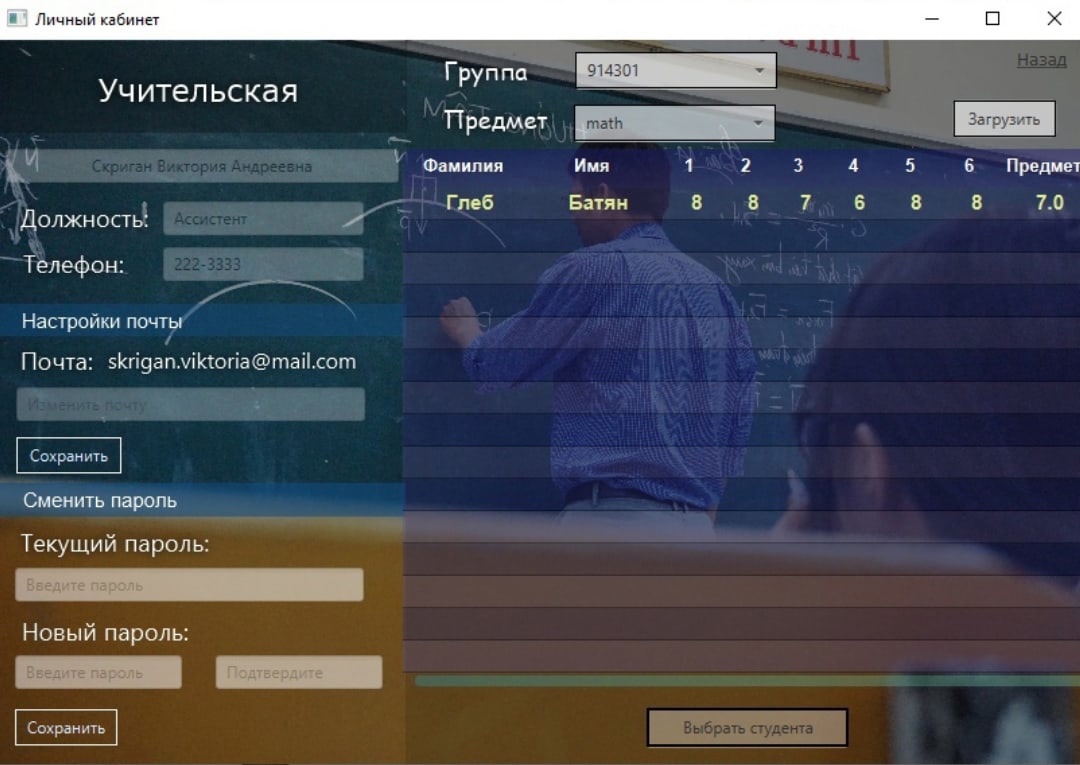 Личный кабинет
Учительская
Скриган Виктория Андреевна
Должность: Ассистент
Телефон: 222-3333
Настройки почты
Почта: skrigan.viktoria@mail.com
Изменить почту
Сохранить
Сменить пароль
Текущий пароль:
Введите пароль
Новый пароль:
Введите пароль Подтвердите
Сохранить
Группа 914301
Назад
Предмет math
Загрузить
Фамилия Имя 1 2 3 4 5 6 Предмет
Глеб Батян 8 8 7 6 8 8 7.0
Выбрать студента